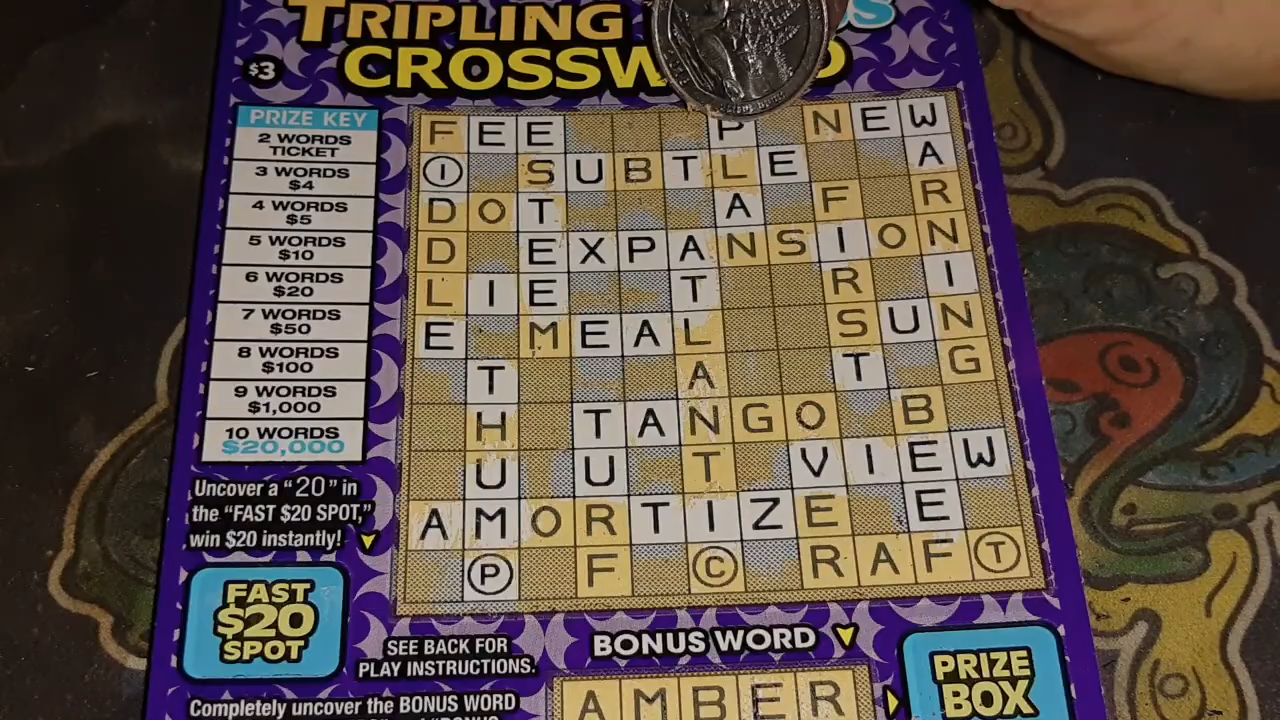 TRIPLING
CROSSW
$3
PRIZE KEY
2 WORDS
TICKET
3 WORDS
$4
4 WORDS
$5
5 WORDS
$10
6 WORDS
$20
7 WORDS
$50
8 WORDS
$100
9 WORDS
$1,000
10 WORDS
$20,000
Uncover a "20" in
the "FAST $20 SPOT,"
win $20 instantly!
FAST
$20
SPOT
F E E P N E W
I S U B T L E A
D O T A F R
D E X P A N S I O N
L I E T R I
E M E A L S U N
T A T G
H T A N G O B
U U T V I E W
A M O R T I Z E E
P F C R A F T
SEE BACK FOR
PLAY INSTRUCTIONS.
BONUS WORD
Completely uncover the BONUS WORD
A M B E R
PRIZE
BOX